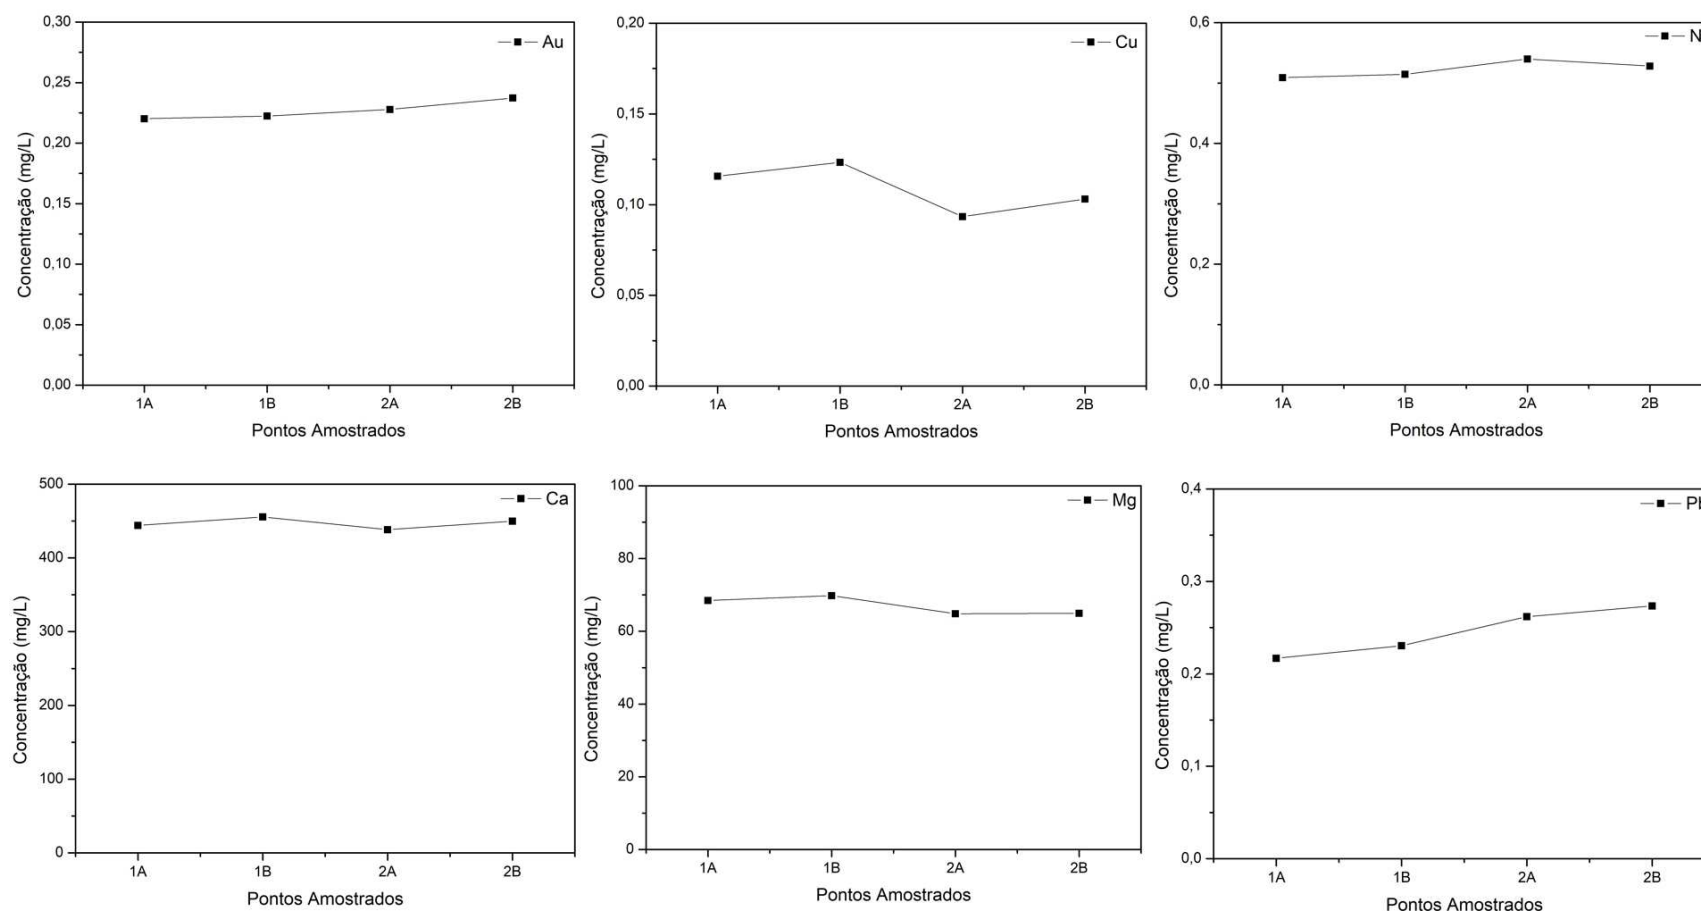 0,30
0,25
0,20
0,15
0,10
0,05
0,00
Concentração (mg/L)
Au
1A 1B 2A 2B
Pontos Amostrados
0,20
0,15
0,10
0,05
0,00
Concentração (mg/L)
Cu
1A 1B 2A 2B
Pontos Amostrados
0,6
0,4
0,2
0,0
Concentração (mg/L)
1A 1B 2A 2B
Pontos Amostrados
500
400
300
200
100
0
Concentração (mg/L)
Ca
1A 1B 2A 2B
Pontos Amostrados
100
80
60
40
20
0
Concentração (mg/L)
Mg
1A 1B 2A 2B
Pontos Amostrados
0,4
0,3
0,2
0,1
0,0
Concentração (mg/L)
Pb
1A 1B 2A 2B
Pontos Amostrados